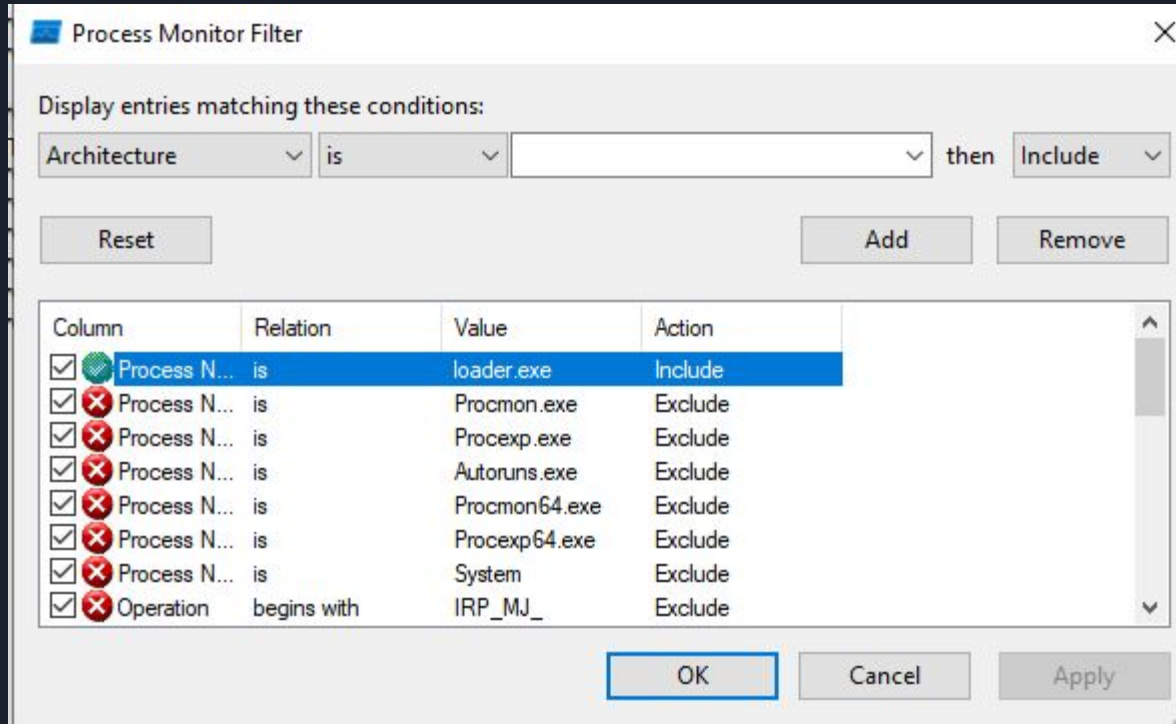 Process Monitor Filter
Display entries matching these conditions:
Architecture is then Include
Reset Add Remove
Column Relation Value Action
Process N... is loader.exe Include
Process N... is Procmon.exe Exclude
Process N... is Procexp.exe Exclude
Process N... is Autoruns.exe Exclude
Process N... is Procmon64.exe Exclude
Process N... is Procexp64.exe Exclude
Process N... is System Exclude
Operation begins with IRP_MJ_ Exclude
OK Cancel Apply